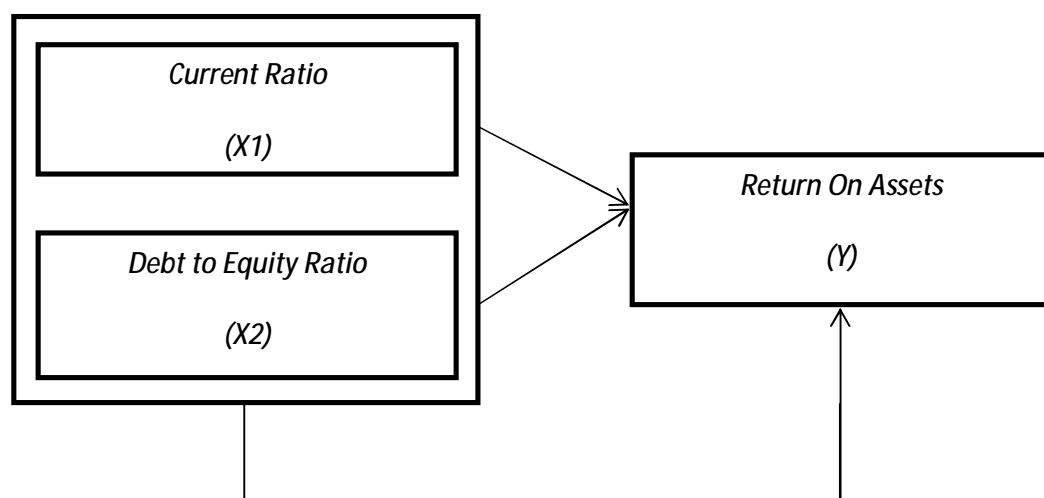 Current Ratio
(X1)
Return On Assets
(Y)
Debt to Equity Ratio
(X2)